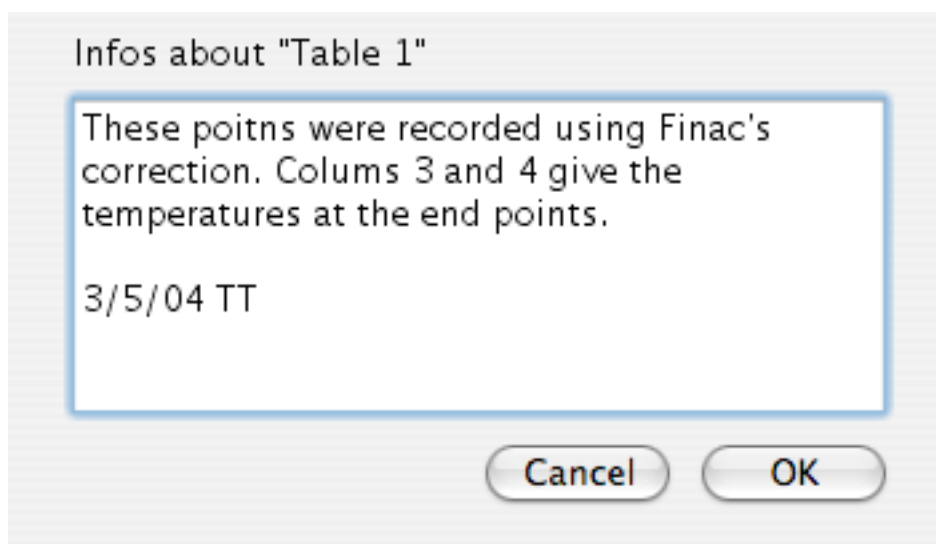 Infos about "Table 1"
These poitns were recorded using Finac's
correction. Colums 3 and 4 give the
temperatures at the end points.
3/5/04 TT
Cancel
OK